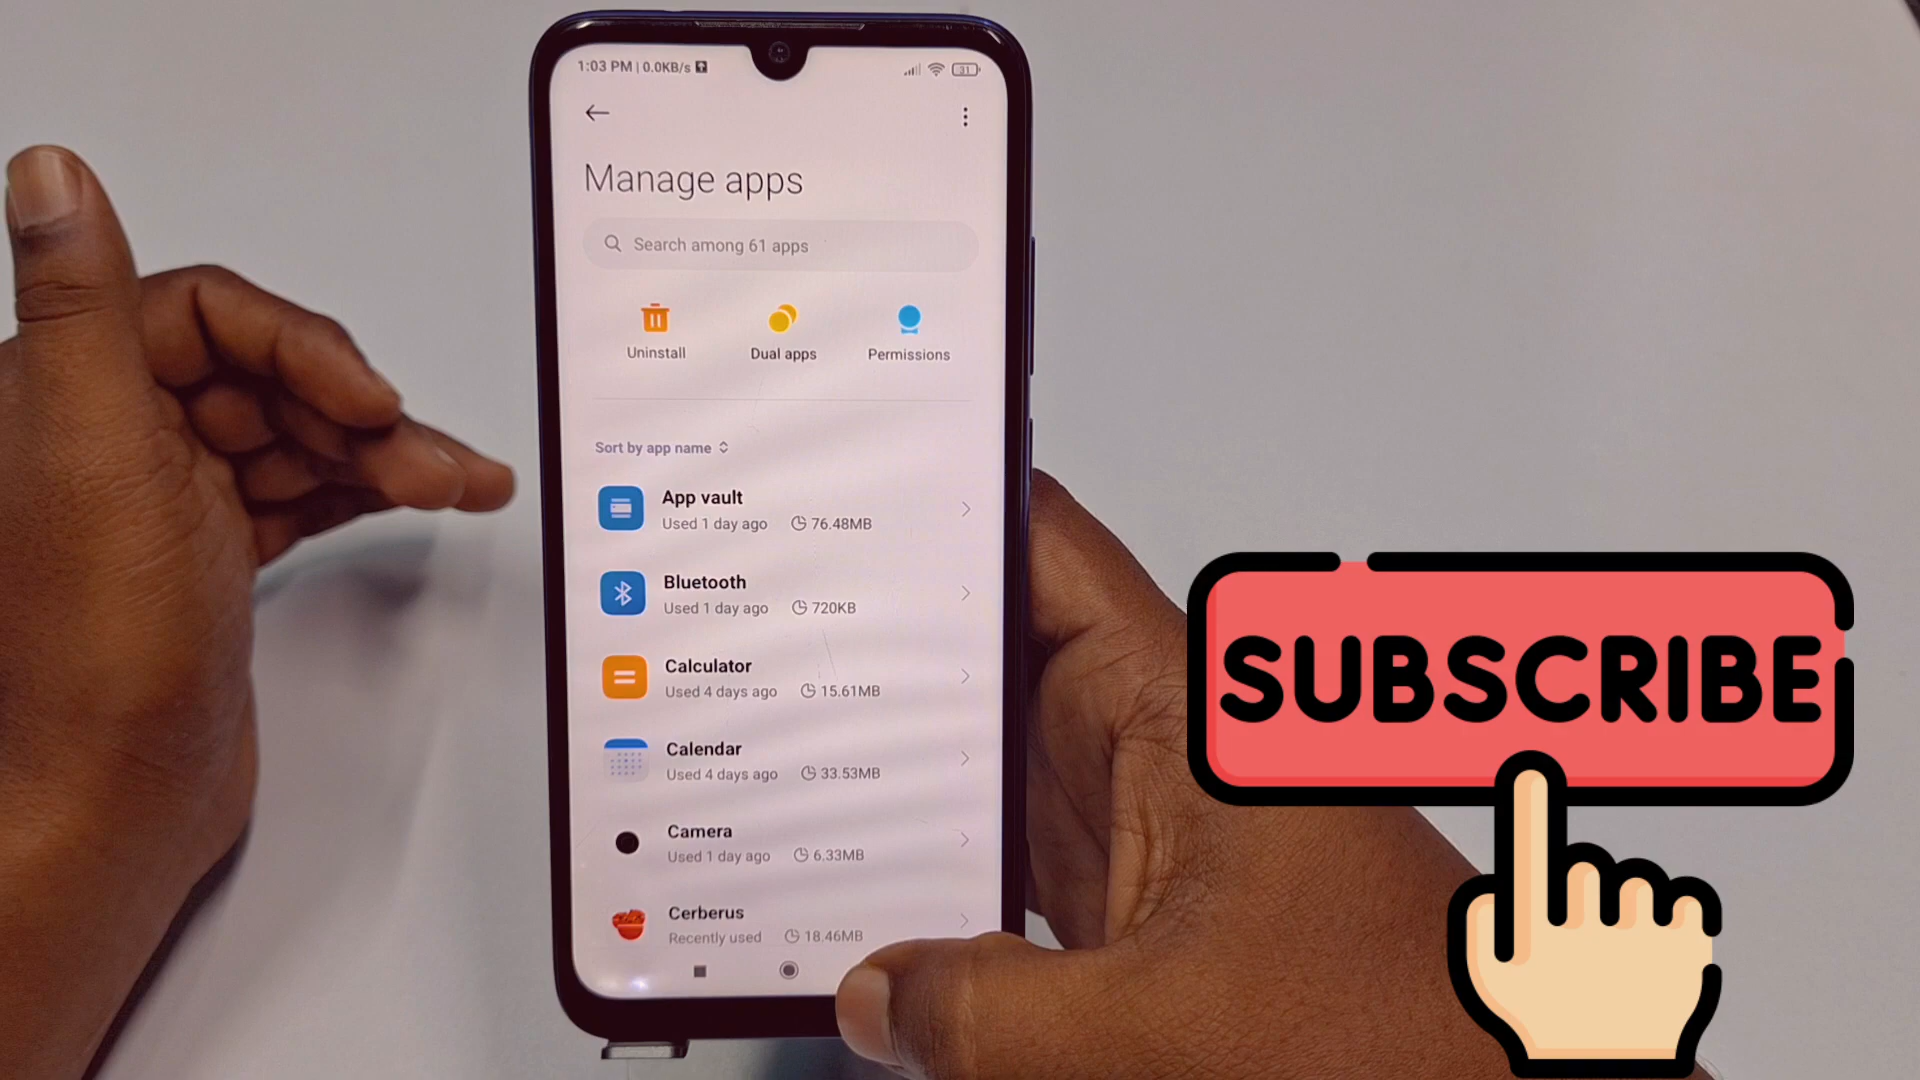 1:03 PM | 0.0KB/s
31
Manage apps
Search among 61 apps
Uninstall
Dual apps
Permissions
Sort by app name
App vault
Used 1 day ago 76.48MB
Bluetooth
Used 1 day ago 720KB
Calculator
Used 4 days ago 15.61MB
Calendar
Used 4 days ago 33.53MB
Camera
Used 1 day ago 6.33MB
Cerberus
Recently used 18.46MB
SUBSCRIBE